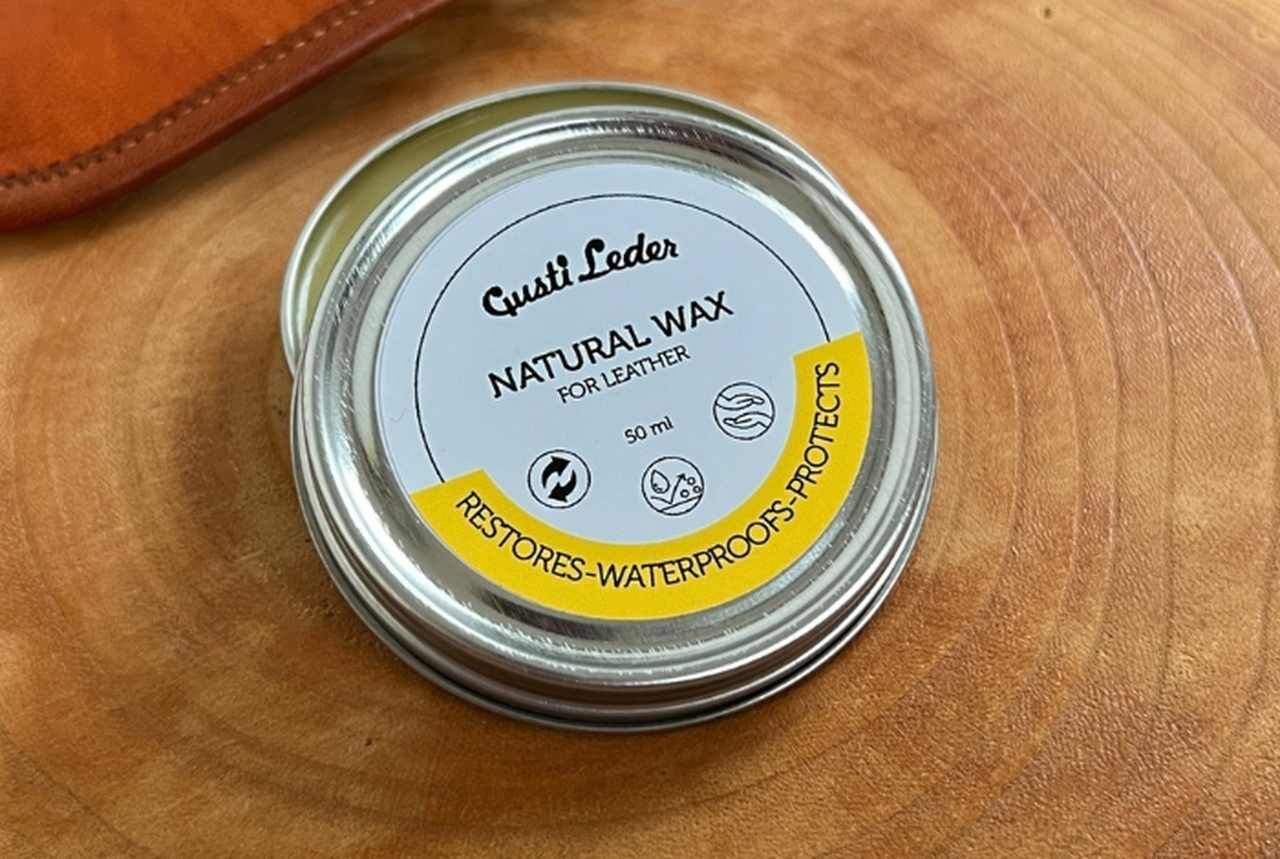 Gusti Leder
NATURAL WAX
FOR LEATHER
50 ml
RESTORES-WATERPROOFS-PROTECTS